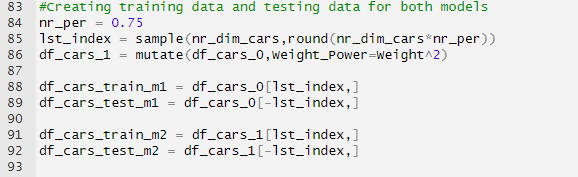 83 #Creating training data and testing data for both models
84 nr_per = 0.75
85 lst_index = sample(nr_dim_cars,round(nr_dim_cars*nr_per))
86 df_cars_1 = mutate(df_cars_0,Weight_Power=Weight^2)
87
88 df_cars_train_m1 = df_cars_0[lst_index,]
89 df_cars_test_m1 = df_cars_0[-lst_index,]
90
91 df_cars_train_m2 = df_cars_1[lst_index,]
92 df_cars_test_m2 = df_cars_1[-lst_index,]
93